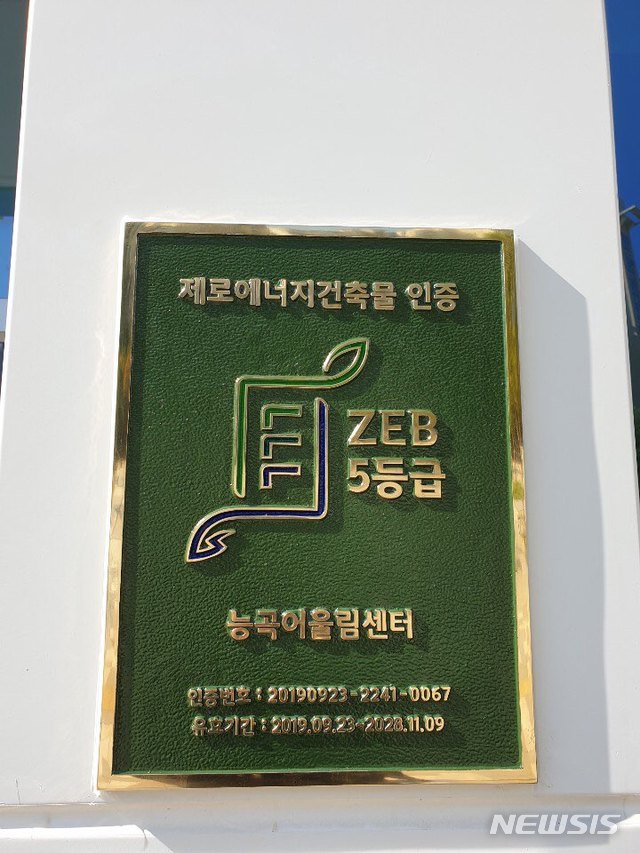 제로에너지건축물 인증
ZEB
5등급
능곡어울림센터
인증번호 : 20190923-2241-0067
유효기간 : 2019.09.23~2028.11.09
NEWSIS